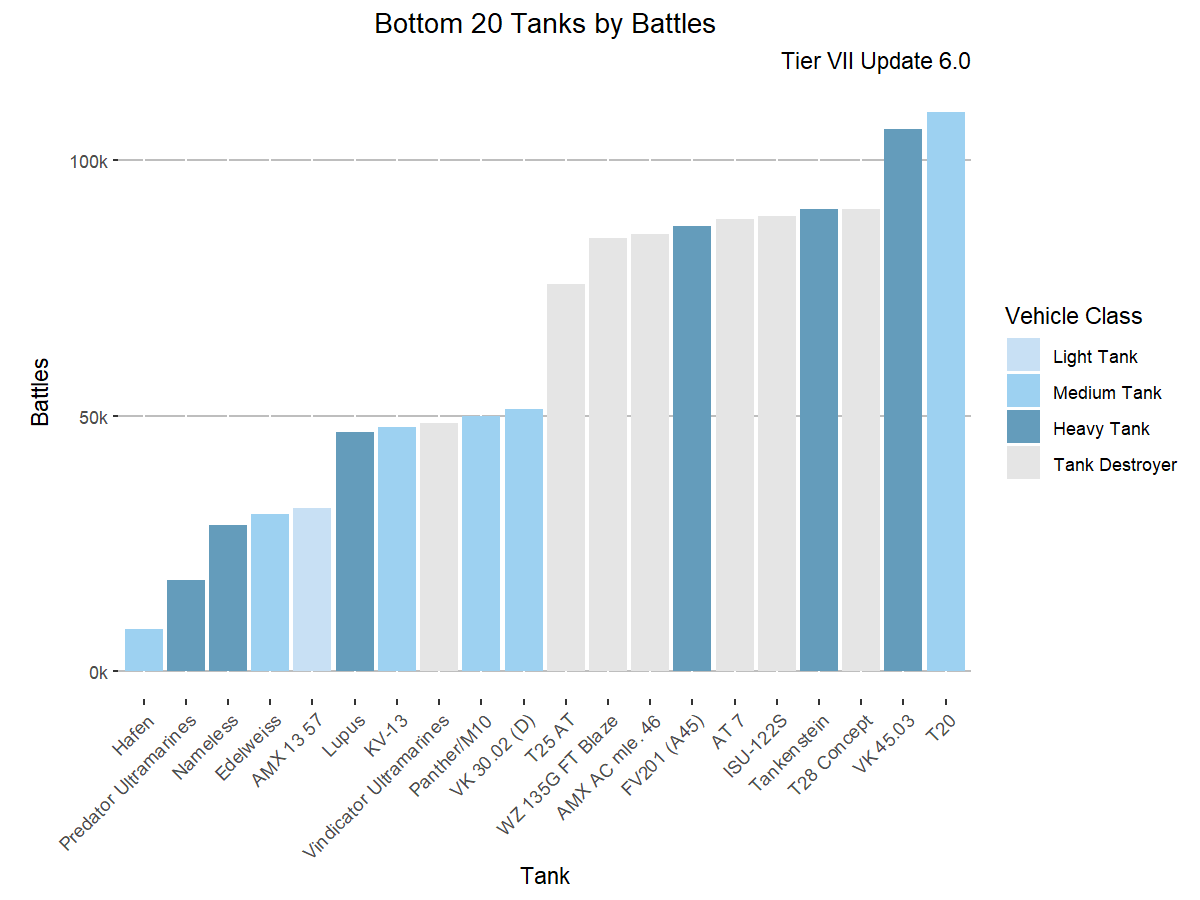 Bottom 20 Tanks by Battles
Tier VII Update 6.0
Battles
100k
50k
0k
Hafen
Predator Ultramarines
Nameless
Edelweiss
AMX 13 57
Lupus
KV-13
Vindicator Ultramarines
Panther/M10
VK 30.02 (D)
T25 AT
WZ 135G FT Blaze
AMX AC mle. 46
FV201 (A45)
AT 7
ISU-122S
Tankenstein
T28 Concept
VK 45.03
T20
Tank
Vehicle Class
Light Tank
Medium Tank
Heavy Tank
Tank Destroyer